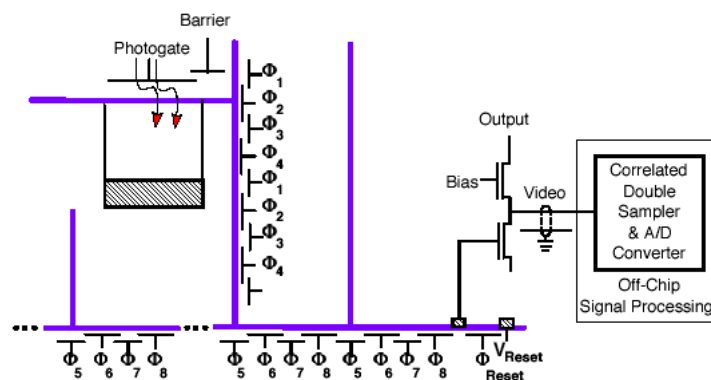 Barrier
Photogate
Φ1
Φ2
Φ3
Φ4
Φ1
Φ2
Φ3
Φ4
Output
Bias
Video
Correlated
Double
Sampler
& A/D
Converter
Off-Chip
Signal Processing
Φ5 Φ6 Φ7 Φ8 Φ5 Φ6 Φ7 Φ8 Φ5 Φ6 Φ7 Φ8 ΦReset VReset